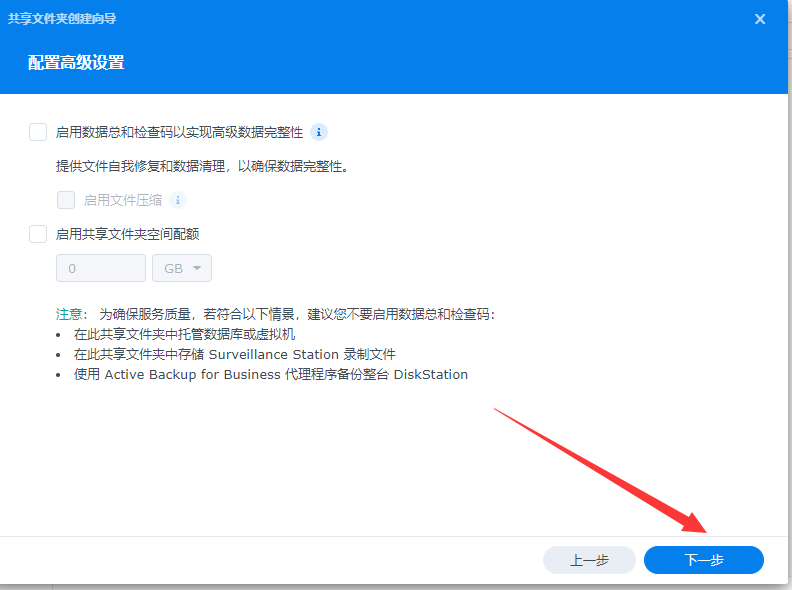 共享文件夹创建向导
配置高级设置
启用数据总和检查码以实现高级数据完整性
提供文件自我修复和数据清理，以确保数据完整性。
启用文件压缩
启用共享文件夹空间配额
0 GB
注意： 为确保服务质量，若符合以下情景，建议您不要启用数据总和检查码：
• 在此共享文件夹中托管数据库或虚拟机
• 在此共享文件夹中存储 Surveillance Station 录制文件
• 使用 Active Backup for Business 代理程序备份整台 DiskStation
上一步 下一步